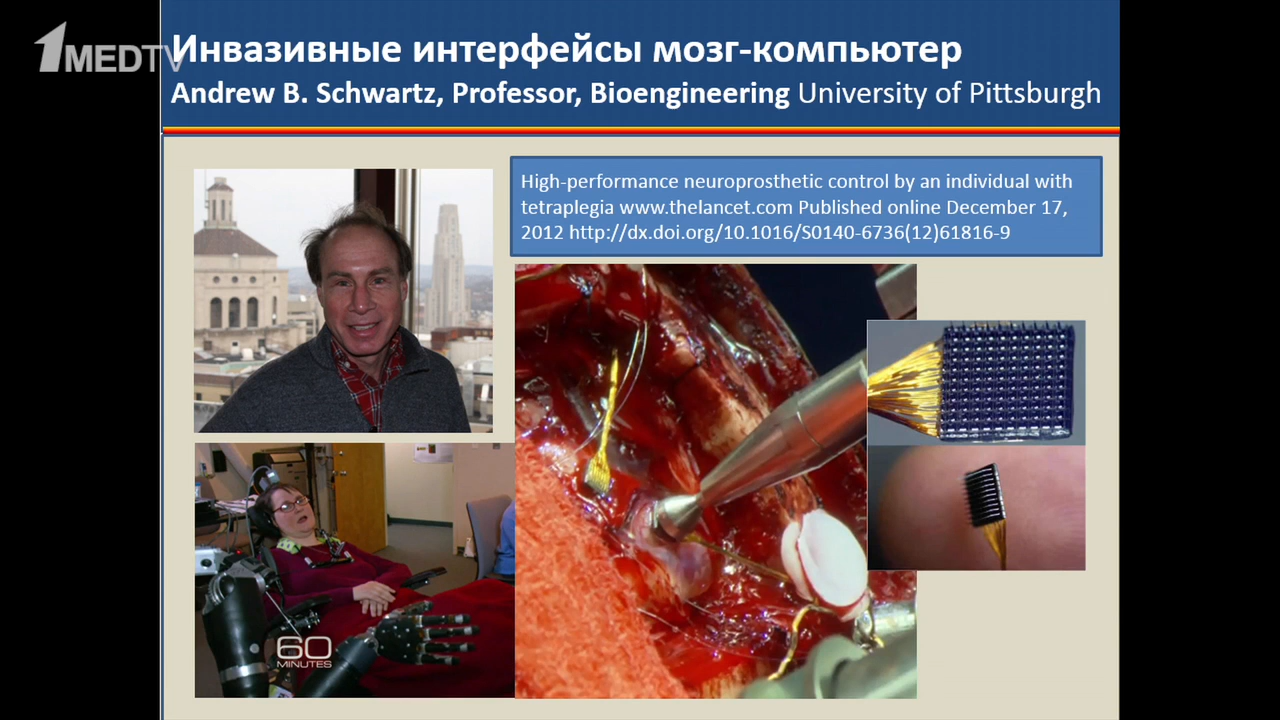 1MEDTV
Инвазивные интерфейсы мозг-компьютер
Andrew B. Schwartz, Professor, Bioengineering University of Pittsburgh
High-performance neuroprosthetic control by an individual with
tetraplegia www.thelancet.com Published online December 17,
2012 http://dx.doi.org/10.1016/S0140-6736(12)61816-9
60
MINUTES